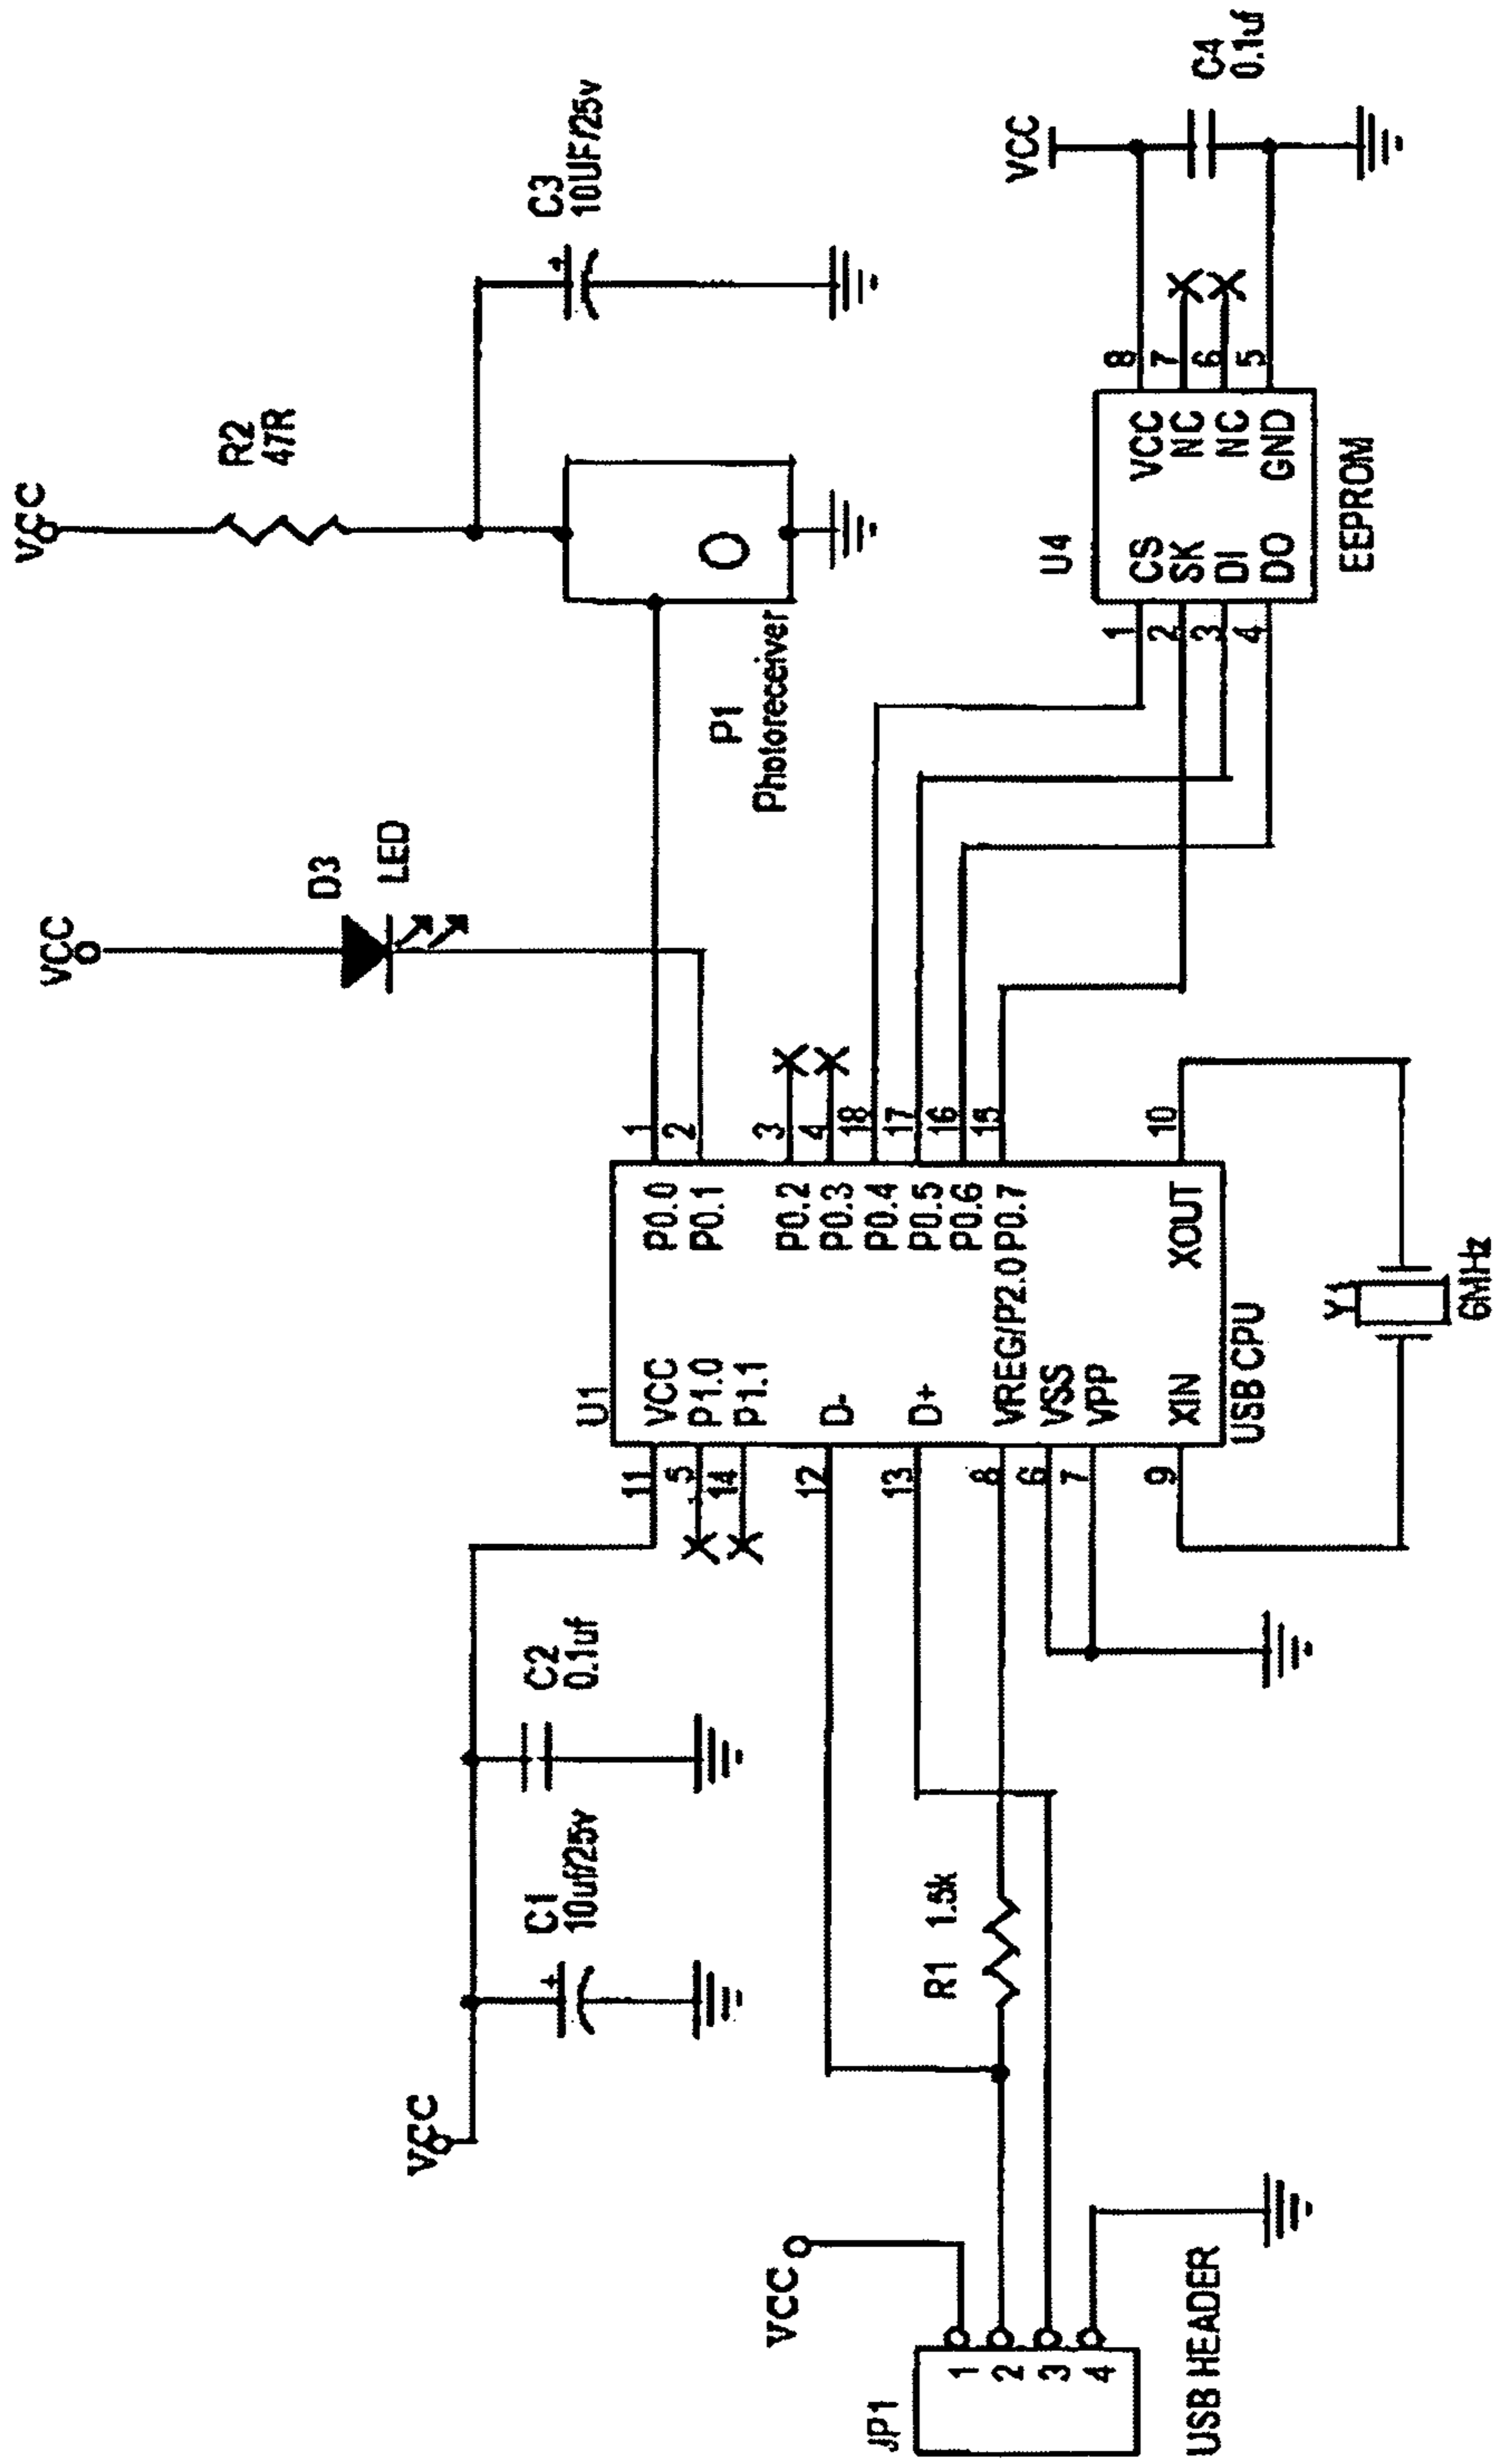 JP1
1
2
3
4
USB HEADER
VCC
VCC
C1
10uf/25v
C2
0.1uf
R1 1.5k
U1
11
5
14
12
13
8
6
7
9
VCC
P1.0
P1.1
D-
D+
VREG/P2.0
VSS
VPP
XIN
P0.0
P0.1
P0.2
P0.3
P0.4
P0.5
P0.6
P0.7
XOUT
1
2
3
4
18
17
16
15
10
USB CPU
Y1
6MHz
VCC
D3
LED
VCC
R2
47R
C3
10UF/25v
P1
Photoreceiver
U4
1
2
3
4
CS
SK
DI
DO
VCC
NC
NC
GND
8
7
6
5
EEPROM
VCC
C4
0.1uf